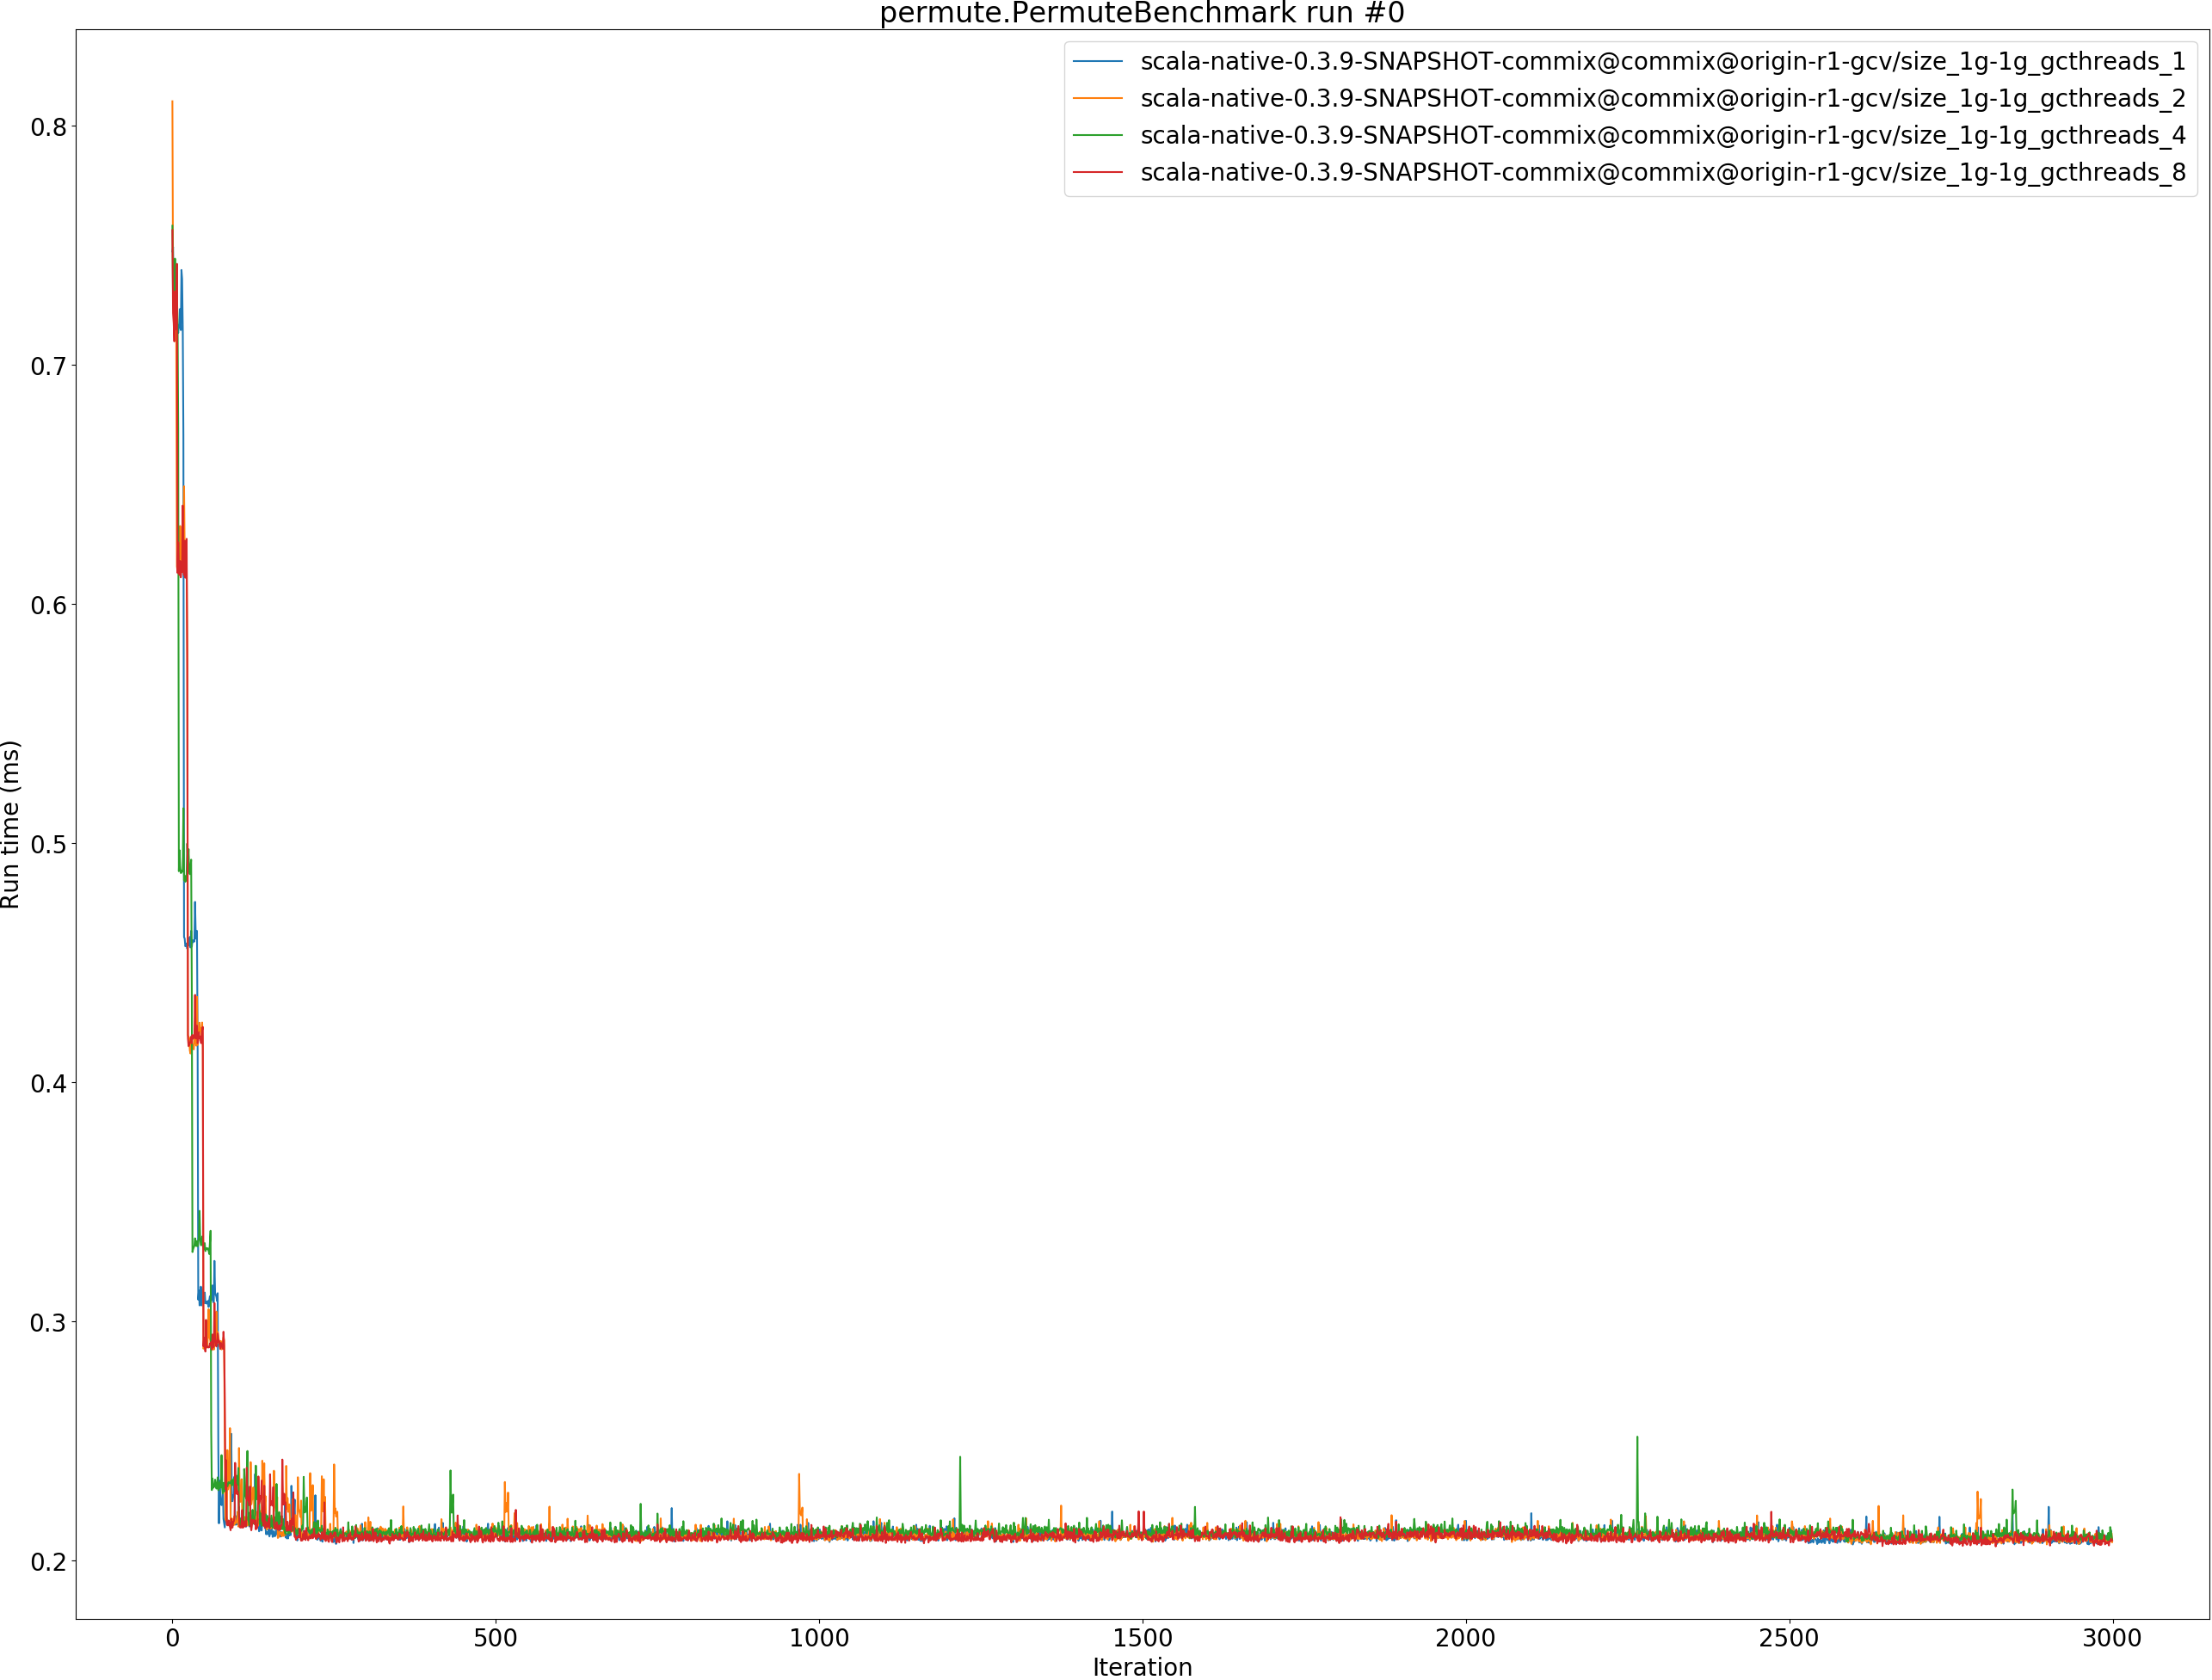 permute.PermuteBenchmark run #0
scala-native-0.3.9-SNAPSHOT-commix@commix@origin-r1-gcv/size_1g-1g_gcthreads_1
scala-native-0.3.9-SNAPSHOT-commix@commix@origin-r1-gcv/size_1g-1g_gcthreads_2
scala-native-0.3.9-SNAPSHOT-commix@commix@origin-r1-gcv/size_1g-1g_gcthreads_4
scala-native-0.3.9-SNAPSHOT-commix@commix@origin-r1-gcv/size_1g-1g_gcthreads_8
0.8
0.7
0.6
0.5
0.4
0.3
0.2
Run time (ms)
0 500 1000 1500 2000 2500 3000
Iteration